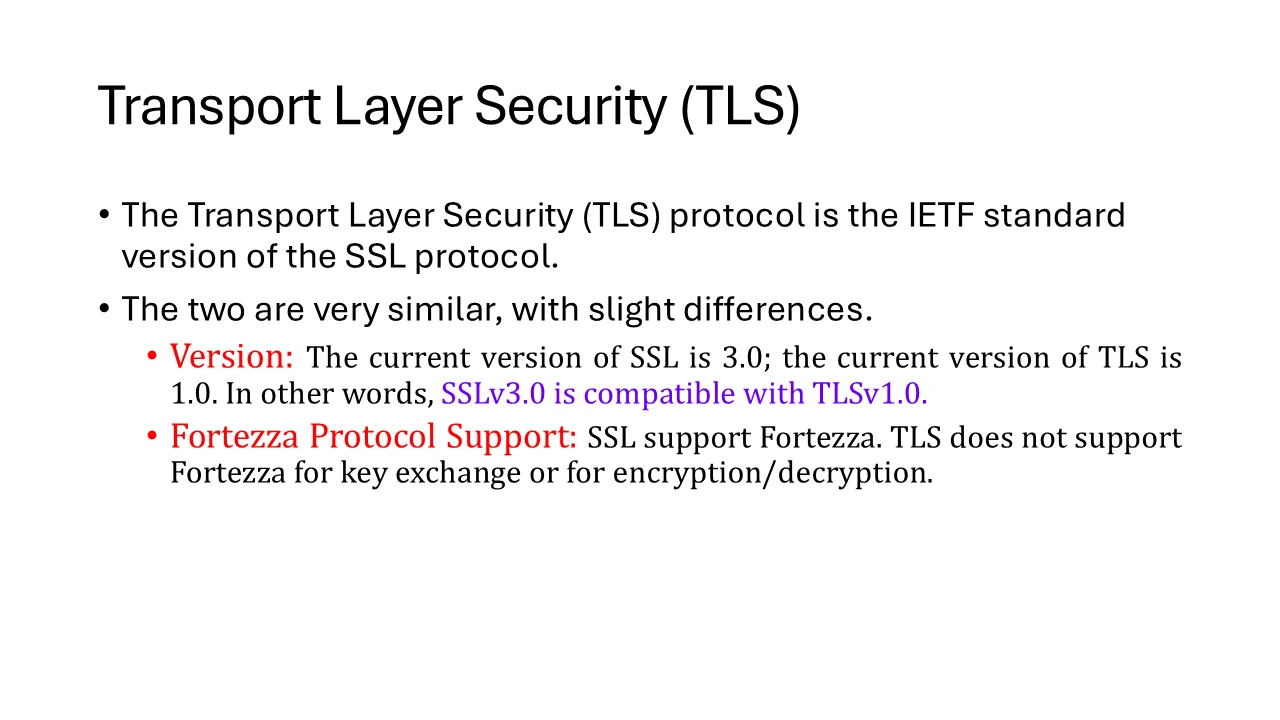 Transport Layer Security (TLS)
• The Transport Layer Security (TLS) protocol is the IETF standard
version of the SSL protocol.
• The two are very similar, with slight differences.
• Version: The current version of SSL is 3.0; the current version of TLS is
1.0. In other words, SSLv3.0 is compatible with TLSv1.0.
• Fortezza Protocol Support: SSL support Fortezza. TLS does not support
Fortezza for key exchange or for encryption/decryption.